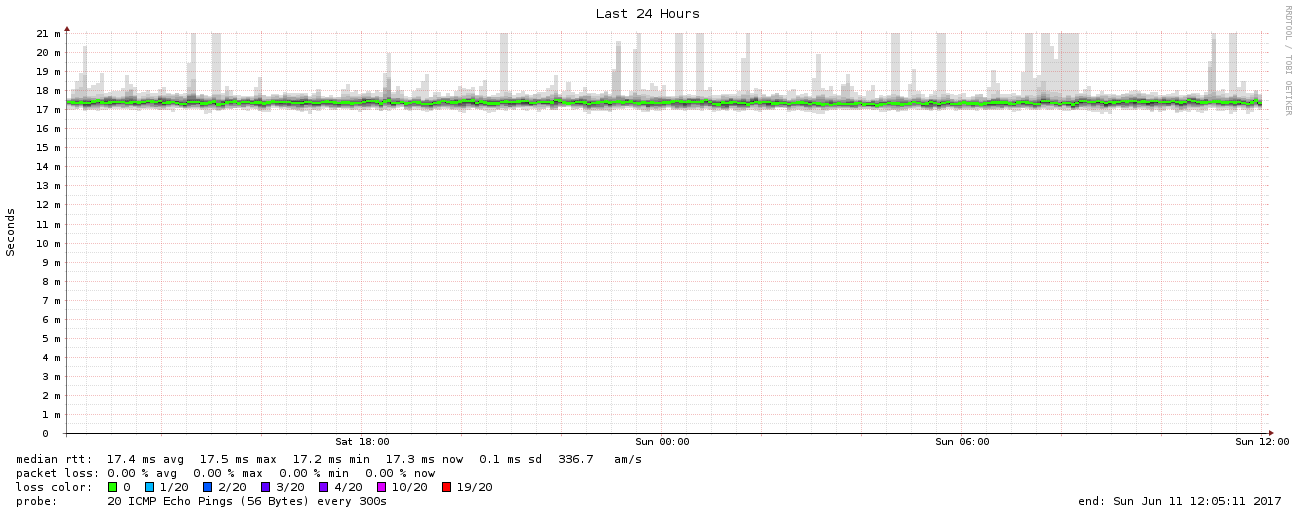 Last 24 Hours
RRDTOOL / TOBI OETIKER
21 m
20 m
19 m
18 m
17 m
16 m
15 m
14 m
13 m
12 m
11 m
10 m
9 m
8 m
7 m
6 m
5 m
4 m
3 m
2 m
1 m
0
Seconds
Sat 18:00 Sun 00:00 Sun 06:00 Sun 12:00
median rtt: 17.4 ms avg 17.5 ms max 17.2 ms min 17.3 ms now 0.1 ms sd 336.7 am/s
packet loss: 0.00 % avg 0.00 % max 0.00 % min 0.00 % now
loss color: 0 1/20 2/20 3/20 4/20 10/20 19/20
probe: 20 ICMP Echo Pings (56 Bytes) every 300s end: Sun Jun 11 12:05:11 2017